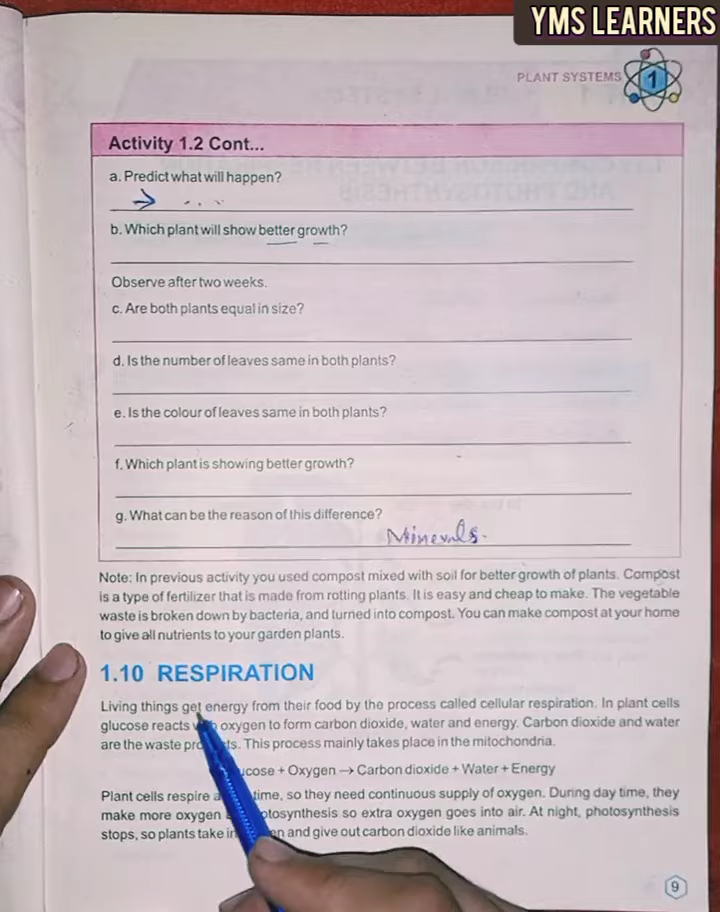 YMS LEARNERS
PLANT SYSTEMS 1
Activity 1.2 Cont...
a. Predict what will happen?
b. Which plant will show better growth?
Observe after two weeks.
c. Are both plants equal in size?
d. Is the number of leaves same in both plants?
e. Is the colour of leaves same in both plants?
f. Which plant is showing better growth?
g. What can be the reason of this difference?
Minerals.
Note: In previous activity you used compost mixed with soil for better growth of plants. Compost
is a type of fertilizer that is made from rotting plants. It is easy and cheap to make. The vegetable
waste is broken down by bacteria, and turned into compost. You can make compost at your home
to give all nutrients to your garden plants.
1.10 RESPIRATION
Living things get energy from their food by the process called cellular respiration. In plant cells
glucose reacts oxygen to form carbon dioxide, water and energy. Carbon dioxide and water
are the waste This process mainly takes place in the mitochondria.
+ Oxygen → Carbon dioxide + Water + Energy
Plant cells respire time, so they need continuous supply of oxygen. During day time, they
make more oxygen so extra oxygen goes into air. At night, photosynthesis
stops, so plants take in and give out carbon dioxide like animals.
9